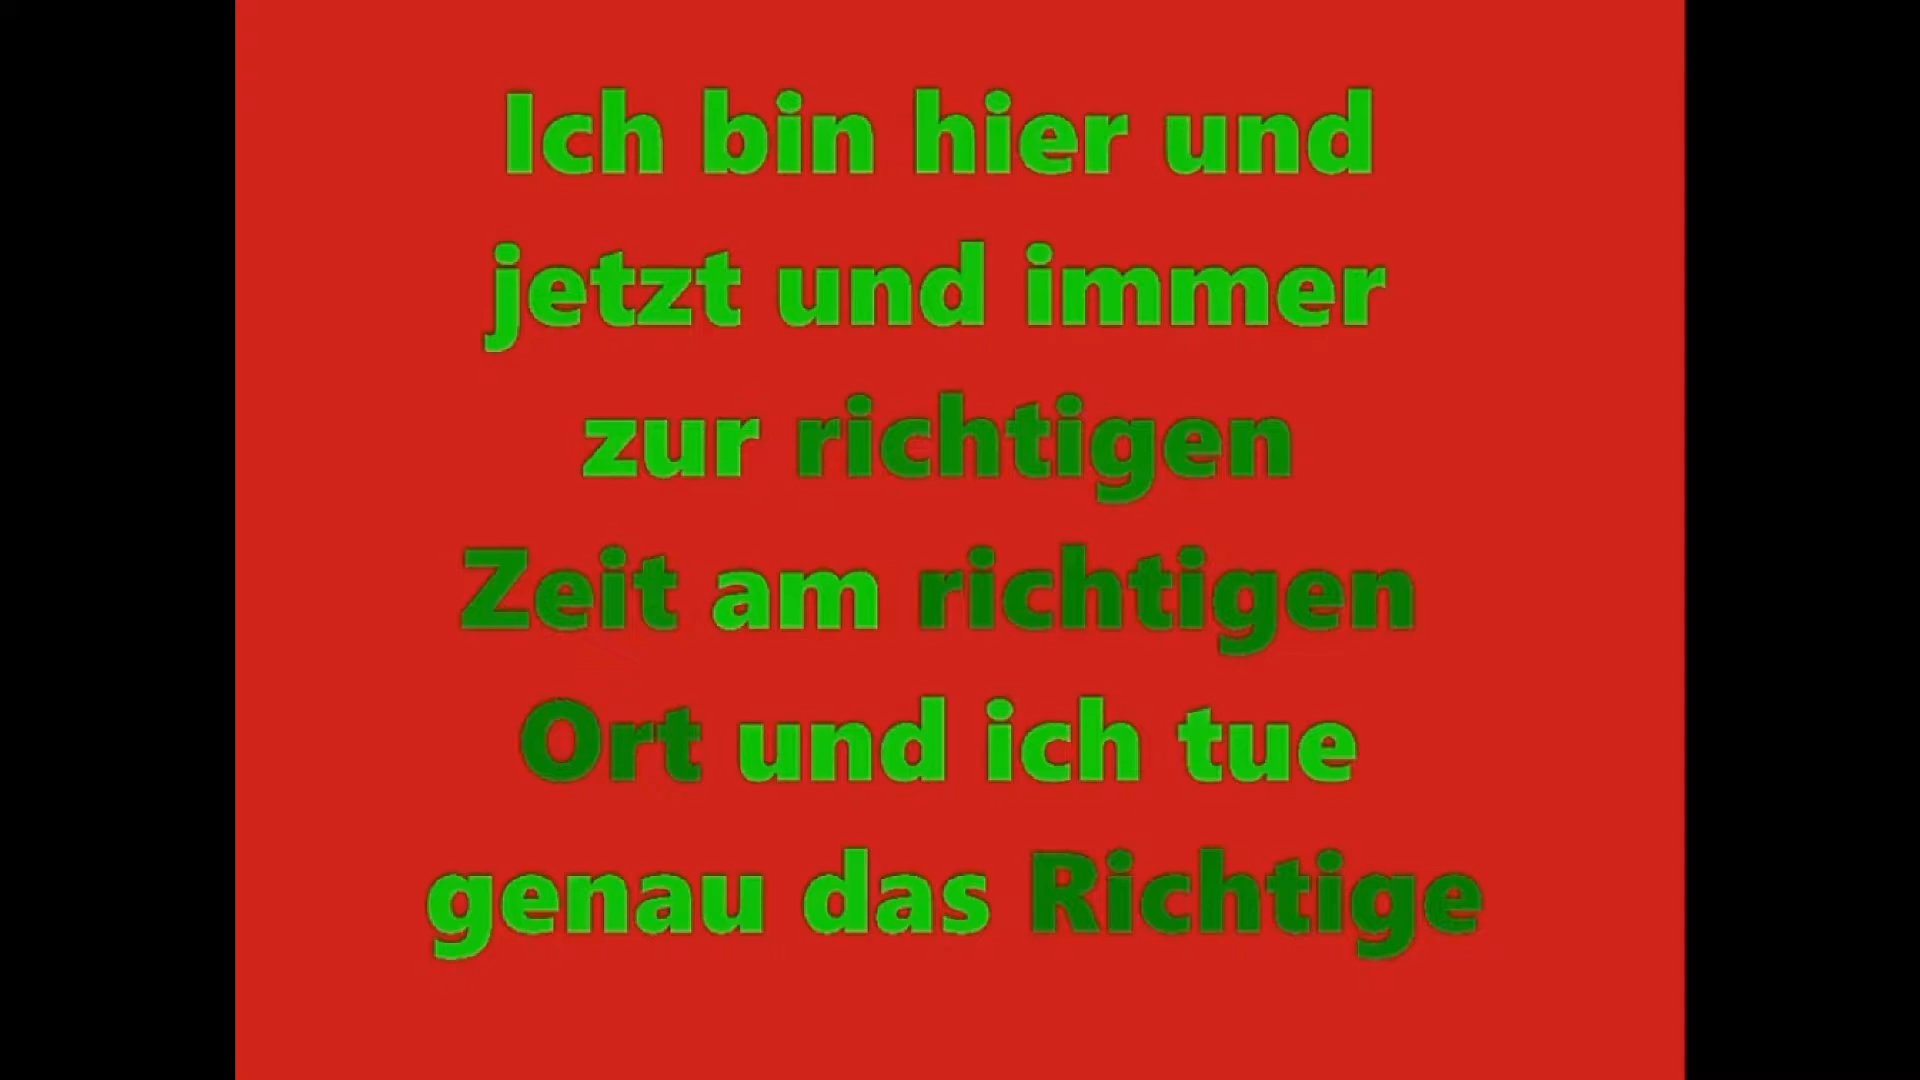 Ich bin hier und
jetzt und immer
zur richtigen
Zeit am richtigen
Ort und ich tue
genau das Richtige